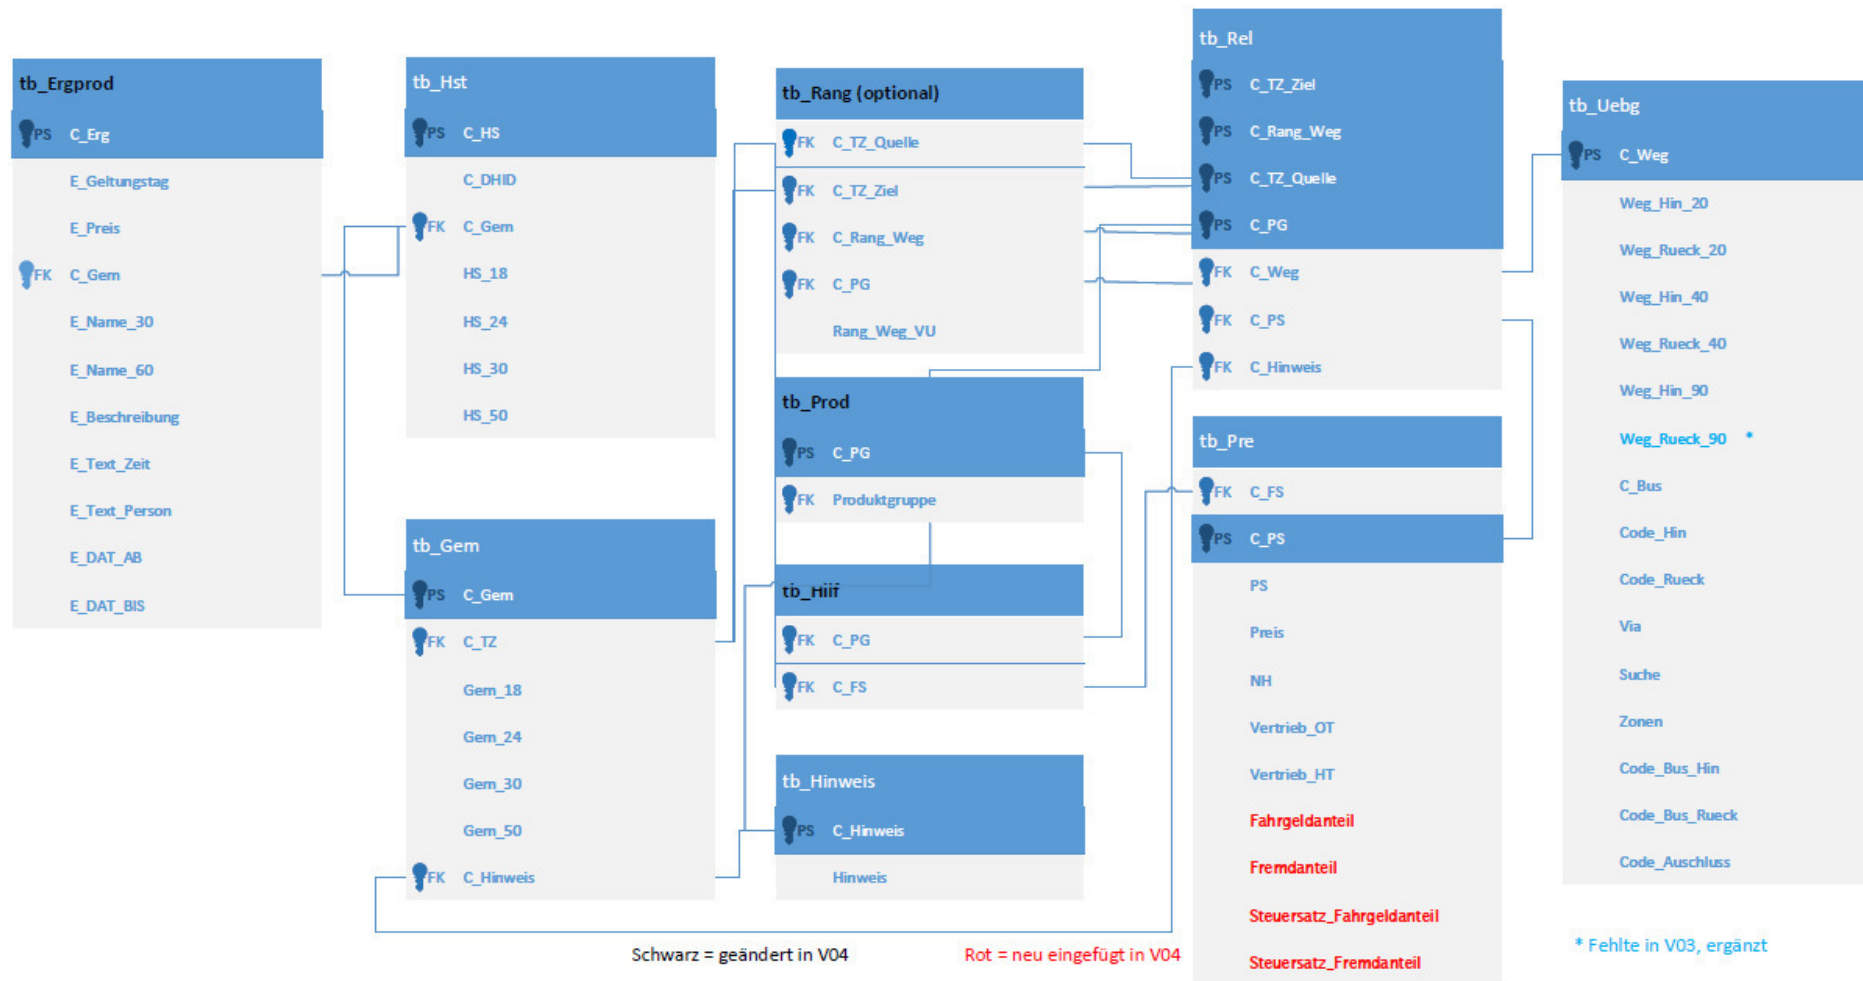 tb_Ergprod
PS C_Erg
E_Geltungstag
E_Preis
FK C_Gem
E_Name_30
E_Name_60
E_Beschreibung
E_Text_Zeit
E_Text_Person
E_DAT_AB
E_DAT_BIS
tb_Hst
PS C_HS
C_DHID
FK C_Gem
HS_18
HS_24
HS_30
HS_50
tb_Gem
PS C_Gem
FK C_TZ
Gem_18
Gem_24
Gem_30
Gem_50
FK C_Hinweis
tb_Rang (optional)
FK C_TZ_Quelle
FK C_TZ_Ziel
FK C_Rang_Weg
FK C_PG
Rang_Weg_VU
tb_Prod
PS C_PG
FK Produktgruppe
tb_Hilf
FK C_PG
FK C_FS
tb_Hinweis
PS C_Hinweis
Hinweis
tb_Rel
PS C_TZ_Ziel
PS C_Rang_Weg
PS C_TZ_Quelle
PS C_PG
FK C_Weg
FK C_PS
FK C_Hinweis
tb_Pre
FK C_FS
PS C_PS
PS
Preis
NH
Vertrieb_OT
Vertrieb_HT
Fahrgeldanteil
Fremdanteil
Steuersatz_Fahrgeldanteil
Steuersatz_Fremdanteil
tb_Uebg
PS C_Weg
Weg_Hin_20
Weg_Rueck_20
Weg_Hin_40
Weg_Rueck_40
Weg_Hin_90
Weg_Rueck_90 *
C_Bus
Code_Hin
Code_Rueck
Via
Suche
Zonen
Code_Bus_Hin
Code_Bus_Rueck
Code_Auschluss
Schwarz = geändert in V04
Rot = neu eingefügt in V04
* Fehlte in V03, ergänzt